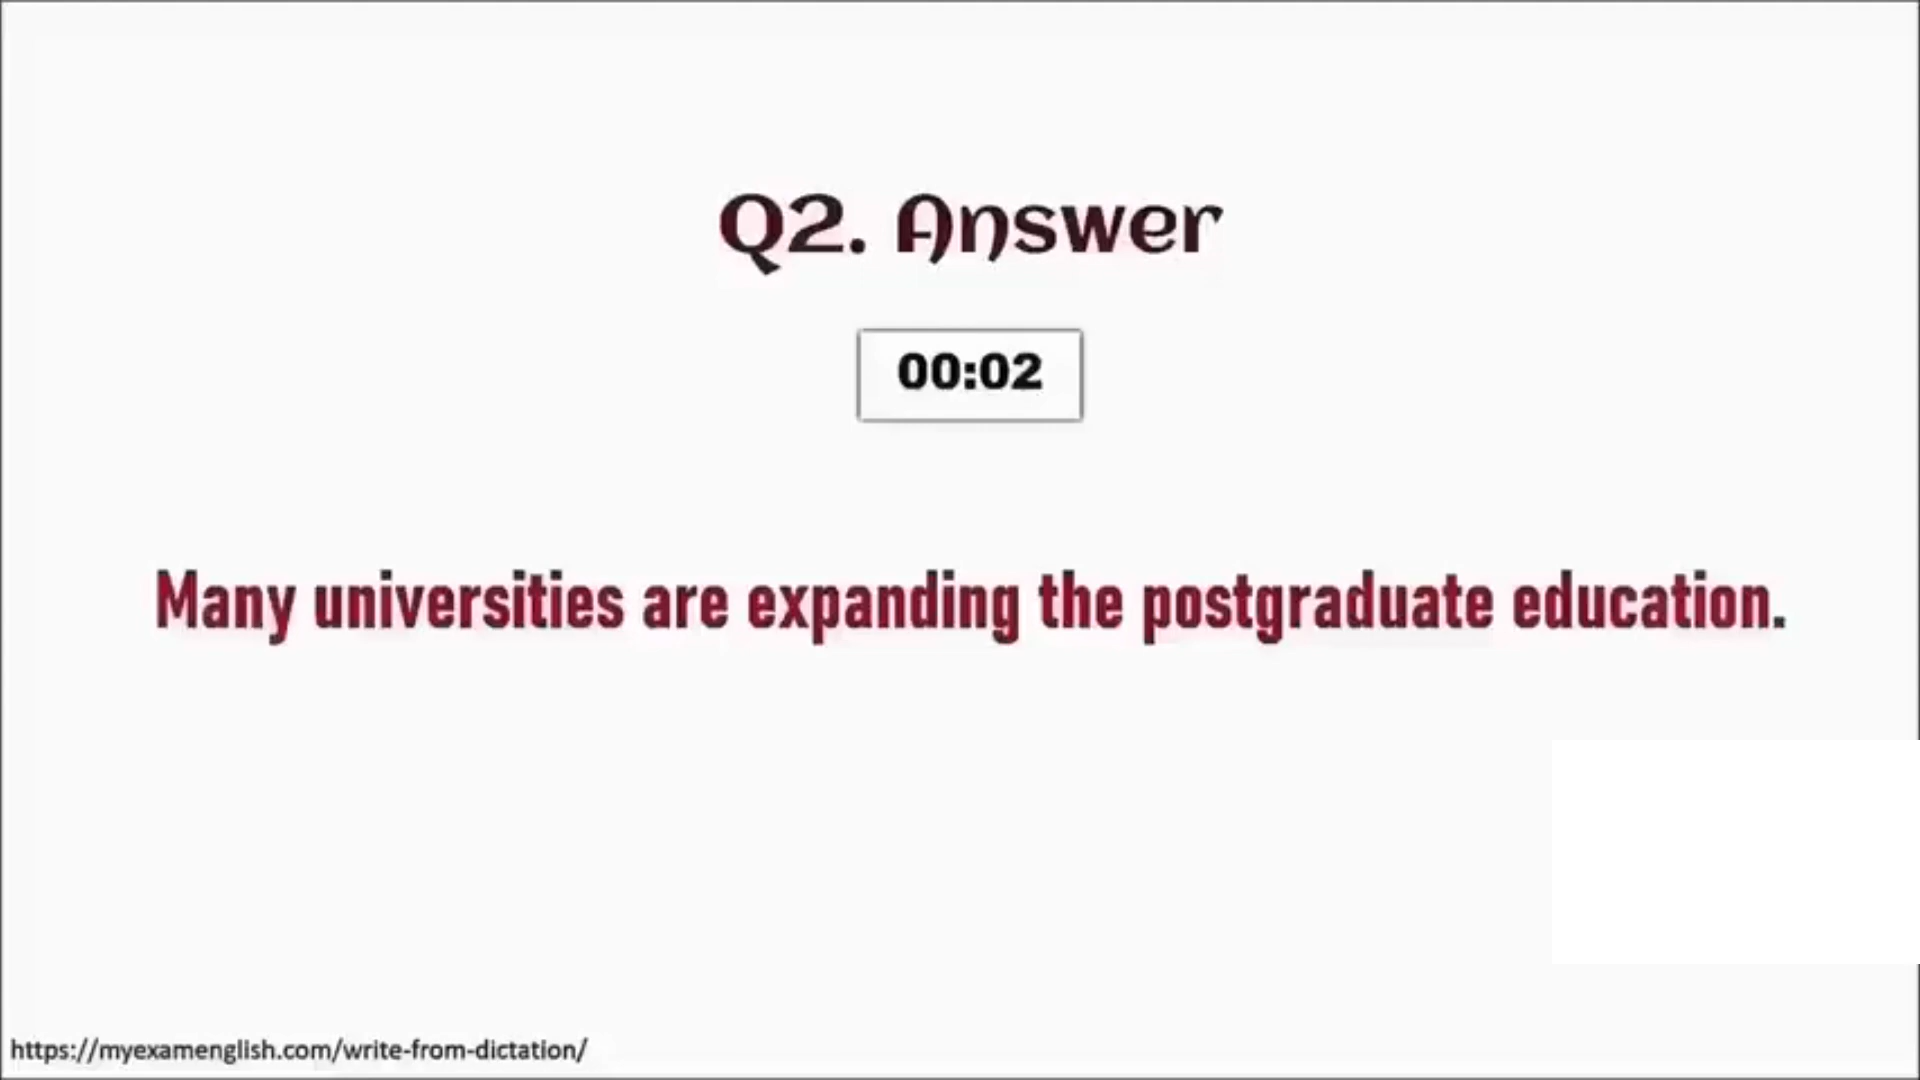 Q2. Answer
00:02
Many universities are expanding the postgraduate education.
https://myexamenglish.com/write-from-dictation/